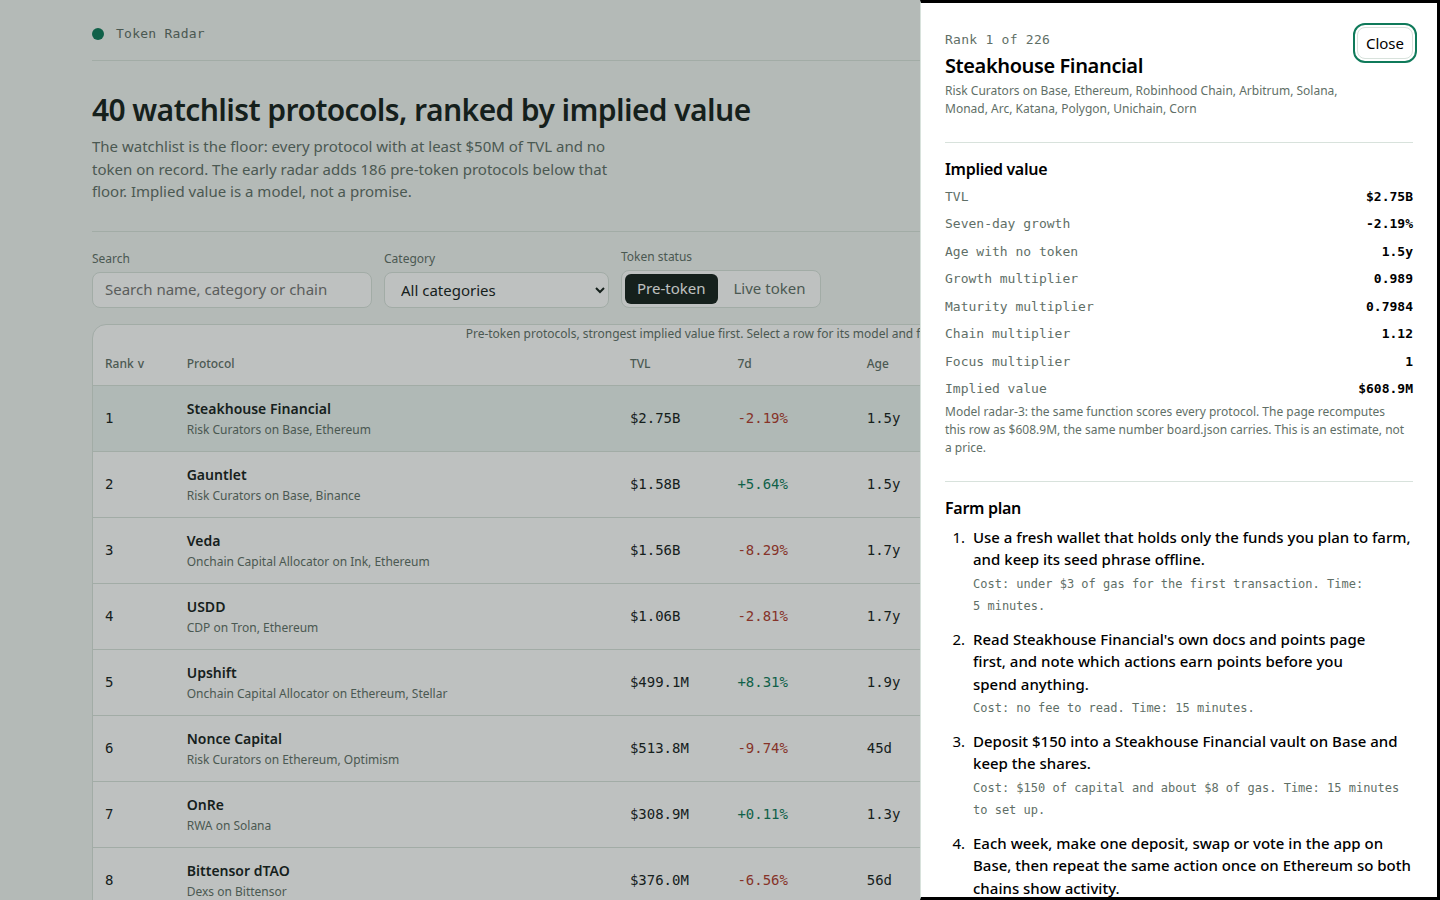 Token Radar
40 watchlist protocols, ranked by implied value
The watchlist is the floor: every protocol with at least $50M of TVL and no
token on record. The early radar adds 186 pre-token protocols below that
floor. Implied value is a model, not a promise.
Search
Category
Token status
Search name, category or chain
All categories
Pre-token
Live token
Pre-token protocols, strongest implied value first. Select a row for its model and f
Rank v
Protocol
TVL
7d
Age
1
Steakhouse Financial
Risk Curators on Base, Ethereum
$2.75B
-2.19%
1.5y
2
Gauntlet
Risk Curators on Base, Binance
$1.58B
+5.64%
1.5y
3
Veda
Onchain Capital Allocator on Ink, Ethereum
$1.56B
-8.29%
1.7y
4
USDD
CDP on Tron, Ethereum
$1.06B
-2.81%
1.7y
5
Upshift
Onchain Capital Allocator on Ethereum, Stellar
$499.1M
+8.31%
1.9y
6
Nonce Capital
Risk Curators on Ethereum, Optimism
$513.8M
-9.74%
45d
7
OnRe
RWA on Solana
$308.9M
+0.11%
1.3y
8
Bittensor dTAO
Dexs on Bittensor
$376.0M
-6.56%
56d
Rank 1 of 226
Close
Steakhouse Financial
Risk Curators on Base, Ethereum, Robinhood Chain, Arbitrum, Solana,
Monad, Arc, Katana, Polygon, Unichain, Corn
Implied value
TVL $2.75B
Seven-day growth -2.19%
Age with no token 1.5y
Growth multiplier 0.989
Maturity multiplier 0.7984
Chain multiplier 1.12
Focus multiplier 1
Implied value $608.9M
Model radar-3: the same function scores every protocol. The page recomputes
this row as $608.9M, the same number board.json carries. This is an estimate, not
a price.
Farm plan
1. Use a fresh wallet that holds only the funds you plan to farm,
and keep its seed phrase offline.
Cost: under $3 of gas for the first transaction. Time:
5 minutes.
2. Read Steakhouse Financial's own docs and points page
first, and note which actions earn points before you
spend anything.
Cost: no fee to read. Time: 15 minutes.
3. Deposit $150 into a Steakhouse Financial vault on Base and
keep the shares.
Cost: $150 of capital and about $8 of gas. Time: 15 minutes
to set up.
4. Each week, make one deposit, swap or vote in the app on
Base, then repeat the same action once on Ethereum so both
chains show activity.